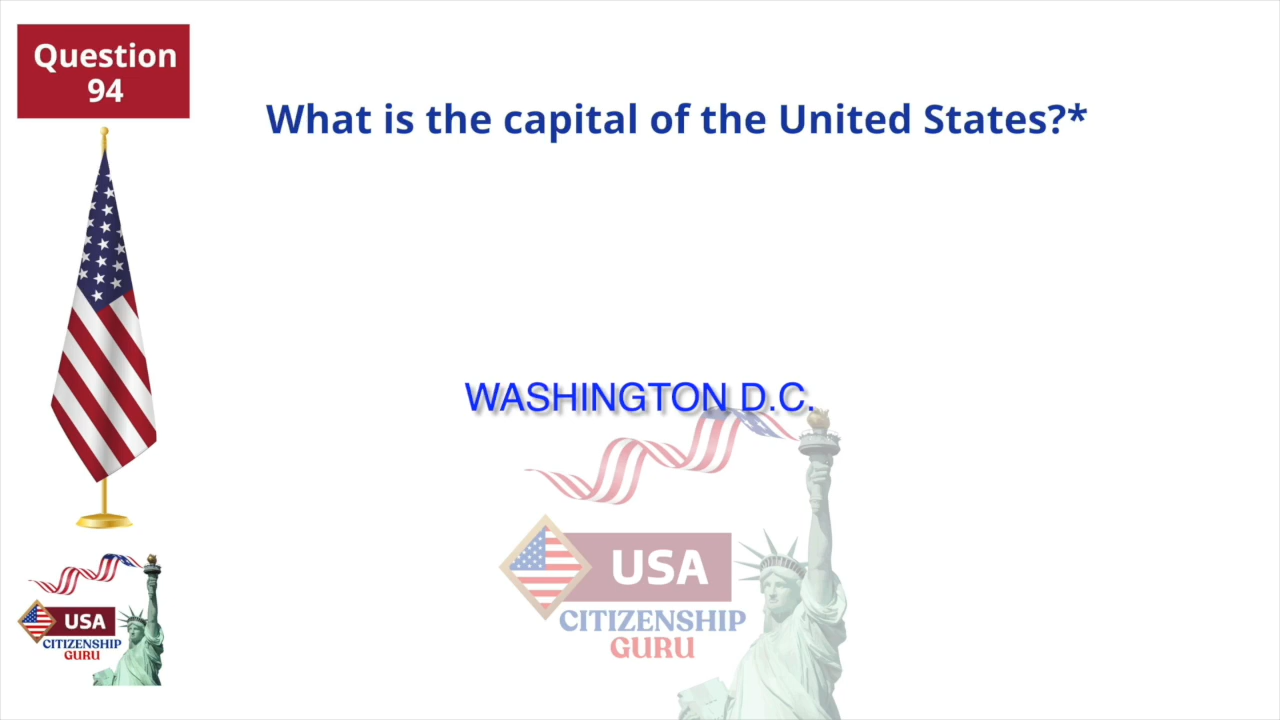 Question
94
What is the capital of the United States?*
WASHINGTON D.C.
USA
CITIZENSHIP
GURU
USA
CITIZENSHIP
GURU